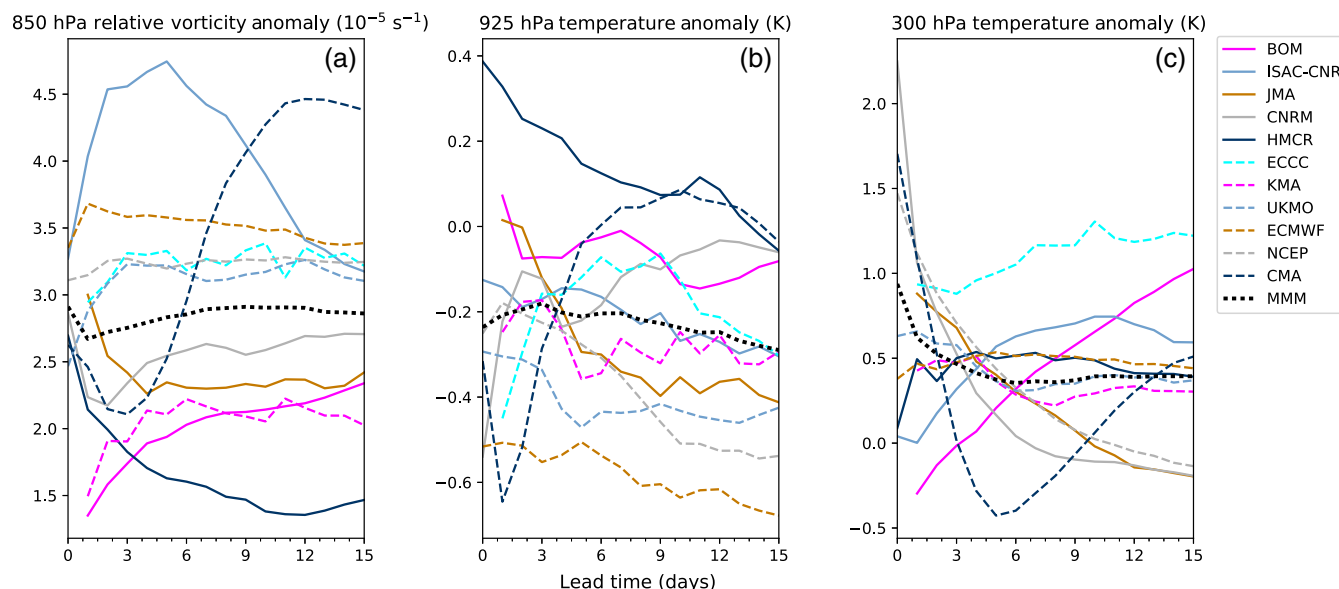 850 hPa relative vorticity anomaly (10⁻⁵ s⁻¹)
925 hPa temperature anomaly (K)
300 hPa temperature anomaly (K)
(a)
4.5
4.0
3.5
3.0
2.5
2.0
1.5
0 3 6 9 12 15
(b)
0.4
0.2
0.0
−0.2
−0.4
−0.6
0 3 6 9 12 15
Lead time (days)
(c)
2.0
1.5
1.0
0.5
0.0
−0.5
0 3 6 9 12 15
BOM
ISAC-CNR
JMA
CNRM
HMCR
ECCC
KMA
UKMO
ECMWF
NCEP
CMA
MMM